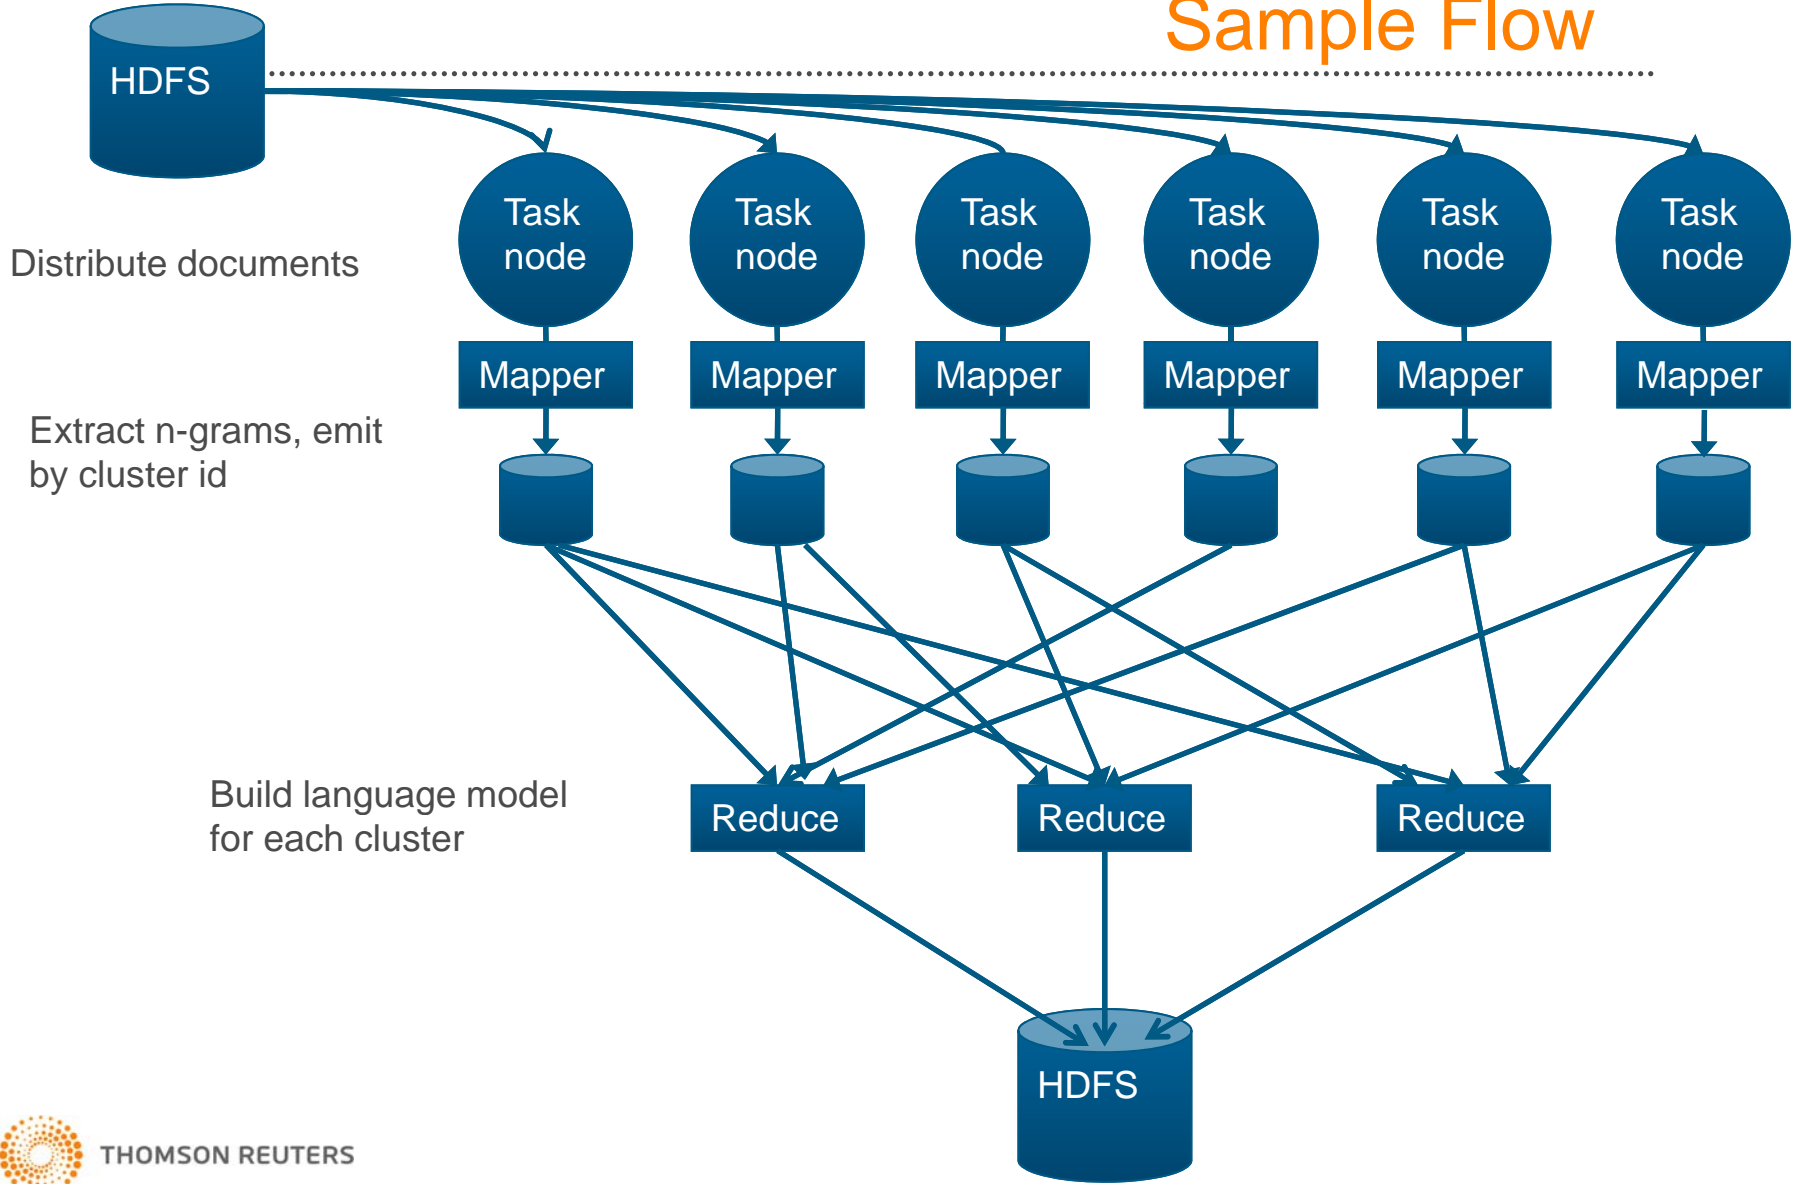 Sample Flow
HDFS
Task
node
Task
node
Task
node
Task
node
Task
node
Task
node
Distribute documents
Mapper
Mapper
Mapper
Mapper
Mapper
Mapper
Extract n-grams, emit
by cluster id
Build language model
for each cluster
Reduce
Reduce
Reduce
HDFS
THOMSON REUTERS